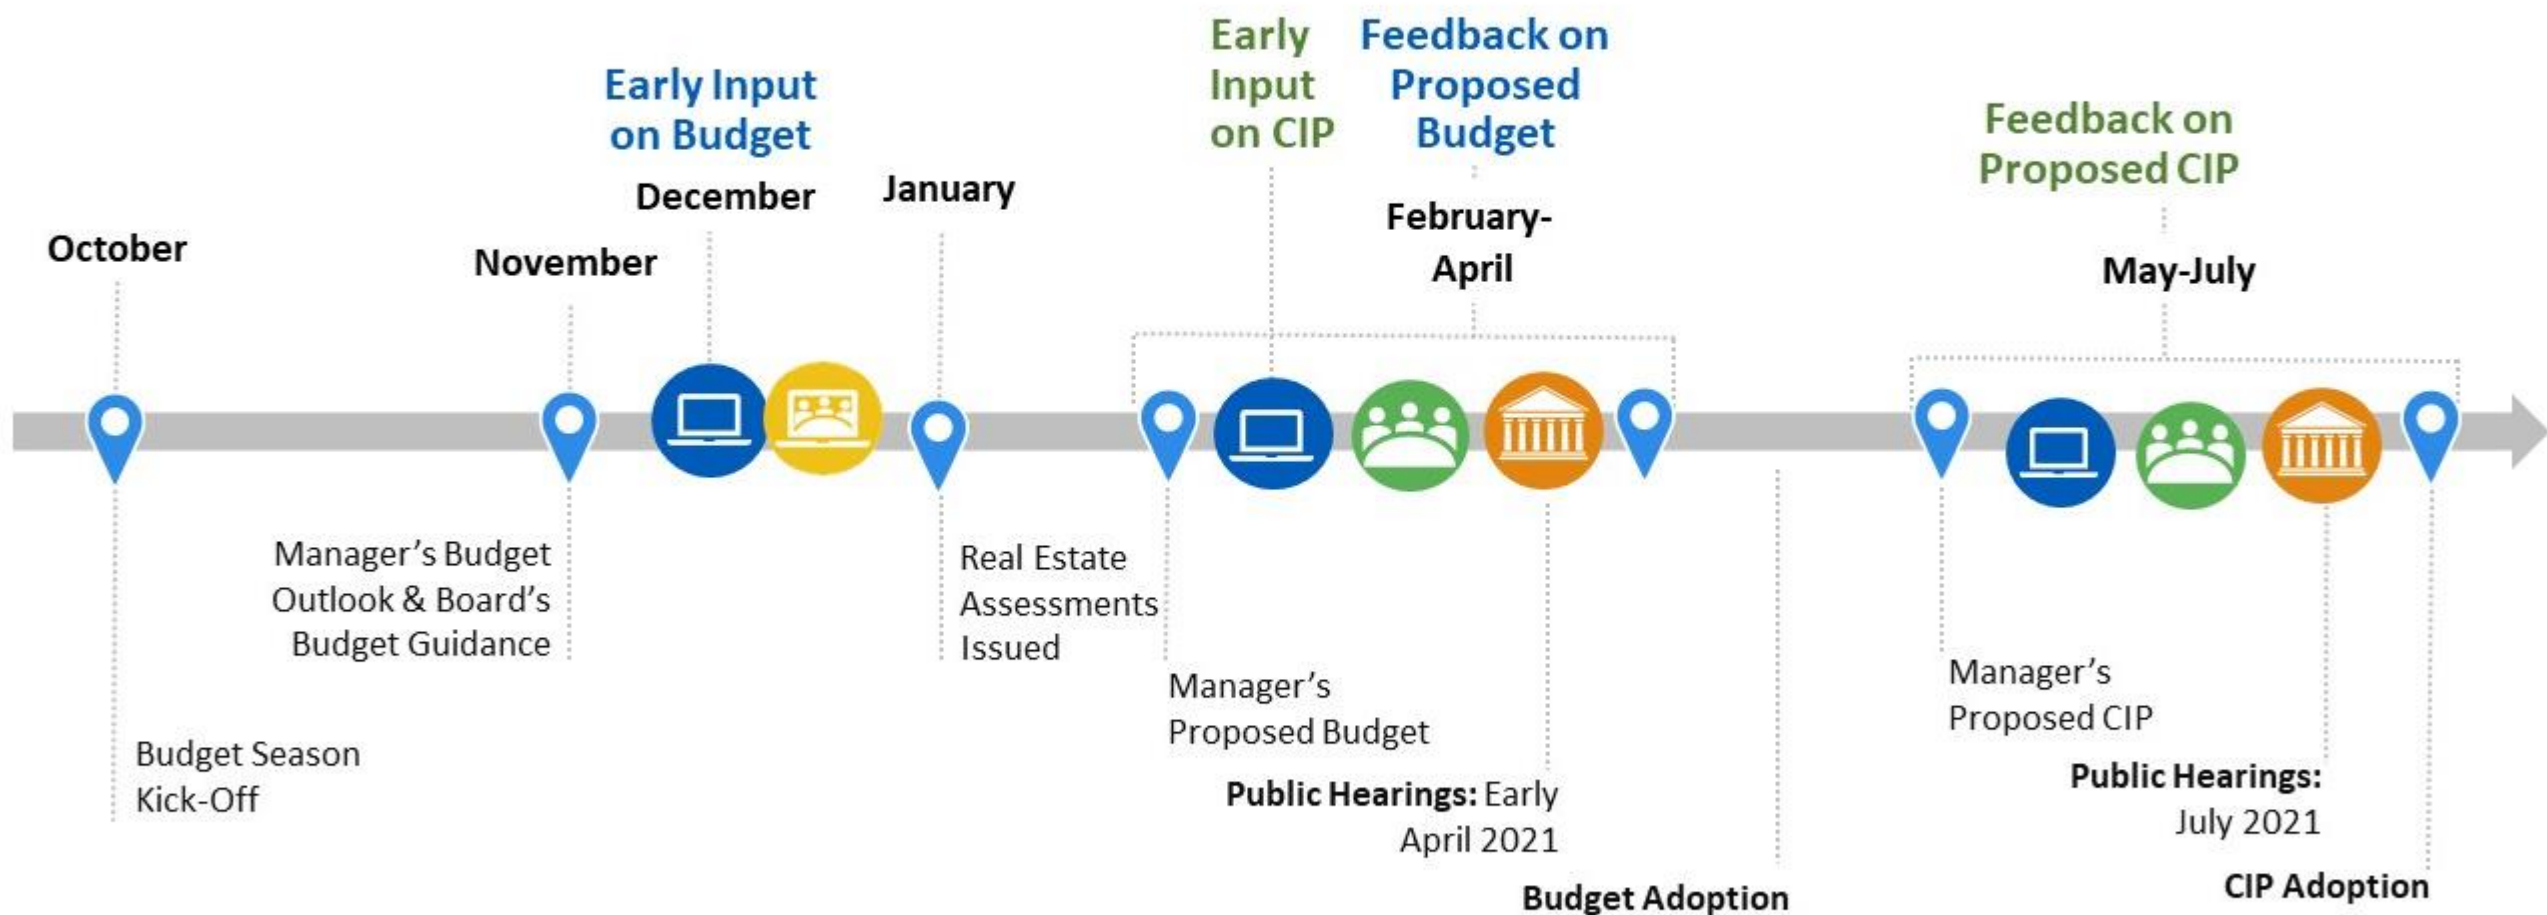 Early
Input
on CIP
Feedback on
Proposed
Budget
Early Input
on Budget
Feedback on
Proposed CIP
December
January
February-
April
October
November
May-July
Manager's Budget
Outlook & Board's
Budget Guidance
Real Estate
Assessments
Issued
Manager's
Proposed Budget
Manager's
Proposed CIP
Budget Season
Kick-Off
Public Hearings: Early
April 2021
Public Hearings:
July 2021
Budget Adoption
CIP Adoption